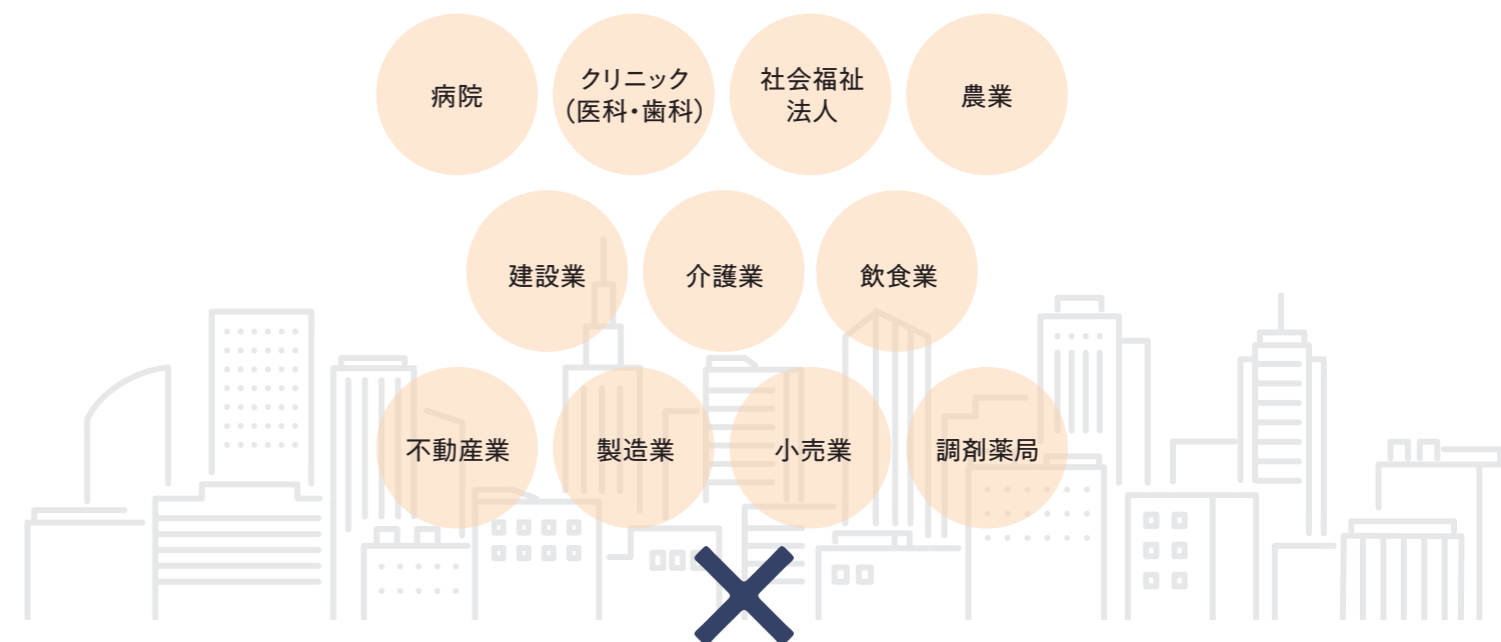 病院
クリニック
（医科・歯科）
社会福祉
法人
農業
建設業
介護業
飲食業
不動産業
製造業
小売業
調剤薬局